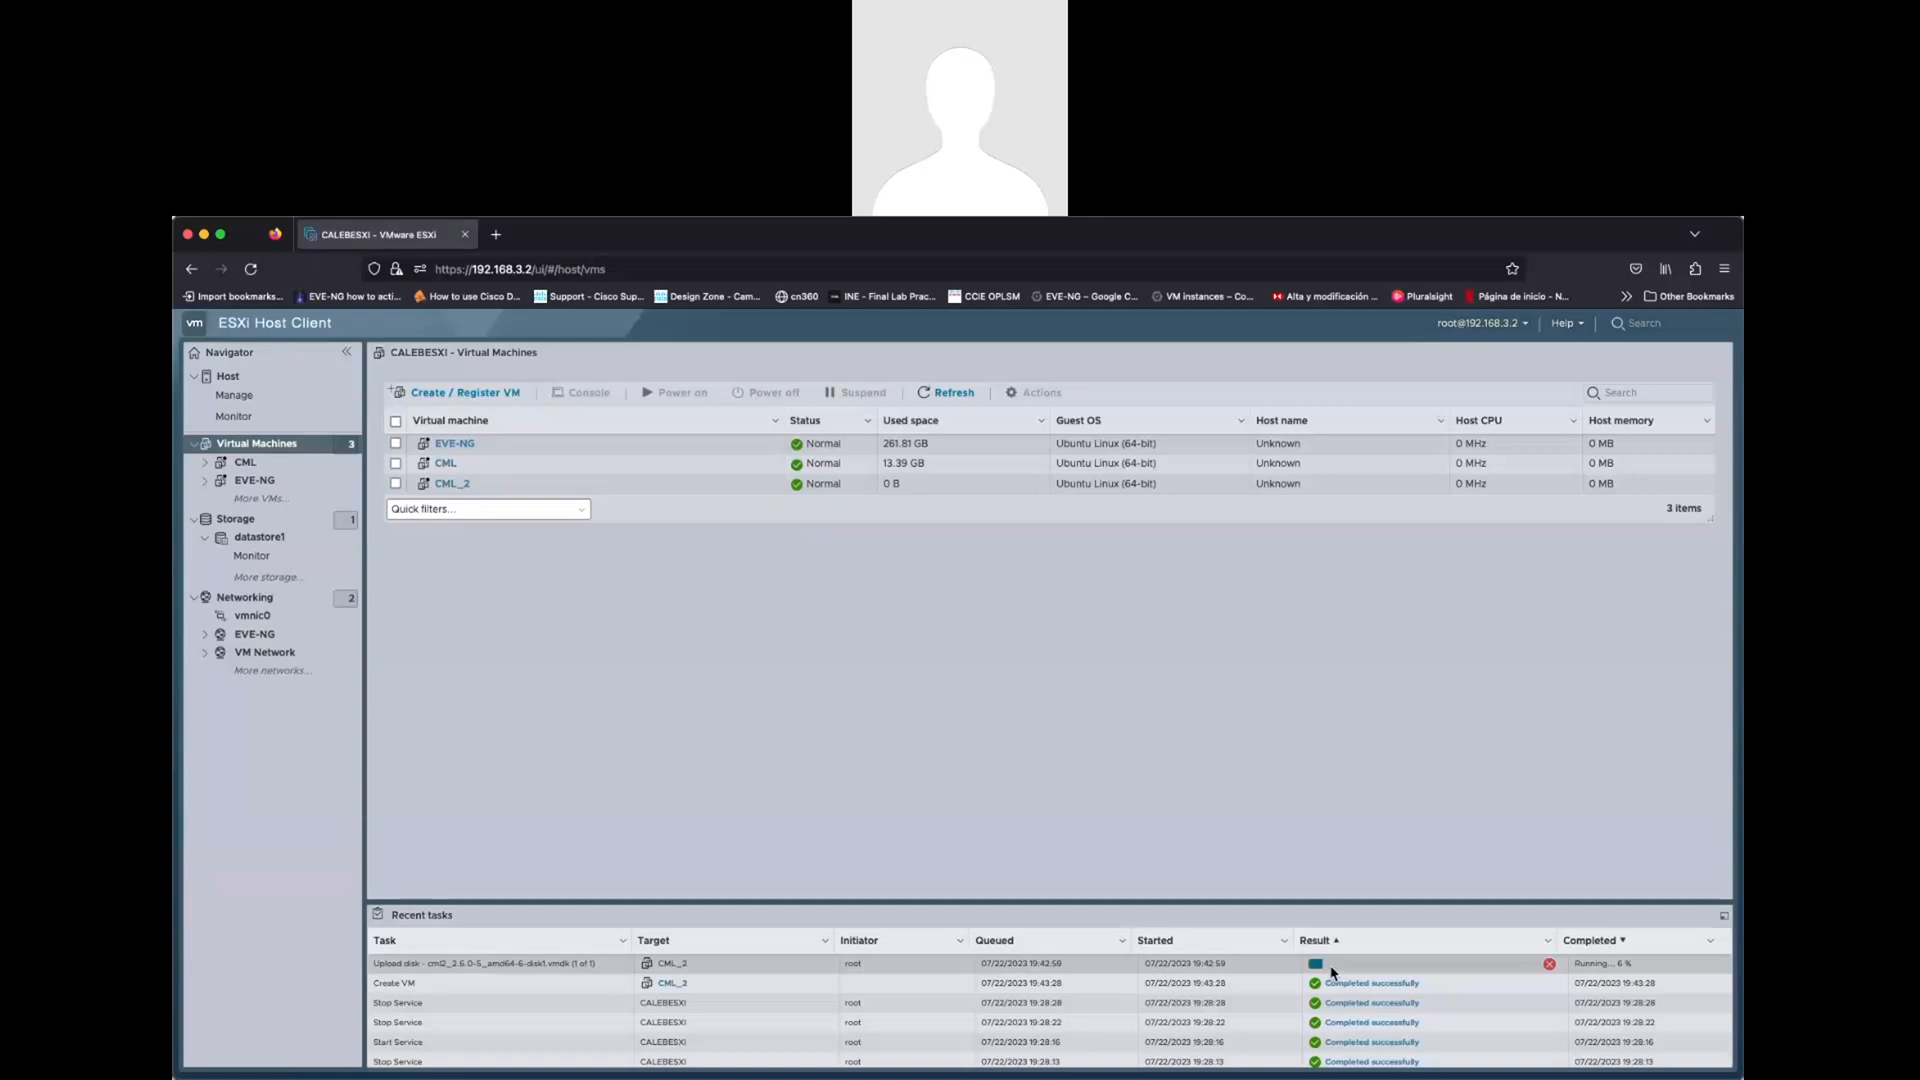 CALEBESXI - VMware ESXi
https://192.168.3.2/ui/#/host/vms
Import bookmarks... EVE-NG how to acti... How to use Cisco D... Support - Cisco Sup... Design Zone - Cam... cn360 INE - Final Lab Prac... CCIE OPLSM EVE-NG – Google C... VM instances – Co... Alta y modificación ... Pluralsight Página de inicio - N... Other Bookmarks
vm ESXi Host Client root@192.168.3.2 Help Search
Navigator
Host
Manage
Monitor
Virtual Machines 3
CML
EVE-NG
More VMs...
Storage 1
datastore1
Monitor
More storage...
Networking 2
vmnic0
EVE-NG
VM Network
More networks...
CALEBESXI - Virtual Machines
Create / Register VM Console Power on Power off Suspend Refresh Actions Search
Virtual machine Status Used space Guest OS Host name Host CPU Host memory
EVE-NG Normal 261.81 GB Ubuntu Linux (64-bit) Unknown 0 MHz 0 MB
CML Normal 13.39 GB Ubuntu Linux (64-bit) Unknown 0 MHz 0 MB
CML_2 Normal 0 B Ubuntu Linux (64-bit) Unknown 0 MHz 0 MB
Quick filters... 3 items
Recent tasks
Task Target Initiator Queued Started Result Completed
Upload disk - cml2_2.6.0-5_amd64-6-disk1.vmdk (1 of 1) CML_2 root 07/22/2023 19:42:59 07/22/2023 19:42:59 Running... 6 %
Create VM CML_2 07/22/2023 19:43:28 07/22/2023 19:43:28 Completed successfully 07/22/2023 19:43:28
Stop Service CALEBESXI root 07/22/2023 19:28:28 07/22/2023 19:28:28 Completed successfully 07/22/2023 19:28:28
Stop Service CALEBESXI root 07/22/2023 19:28:22 07/22/2023 19:28:22 Completed successfully 07/22/2023 19:28:22
Start Service CALEBESXI root 07/22/2023 19:28:16 07/22/2023 19:28:16 Completed successfully 07/22/2023 19:28:16
Stop Service CALEBESXI root 07/22/2023 19:28:13 07/22/2023 19:28:13 Completed successfully 07/22/2023 19:28:13